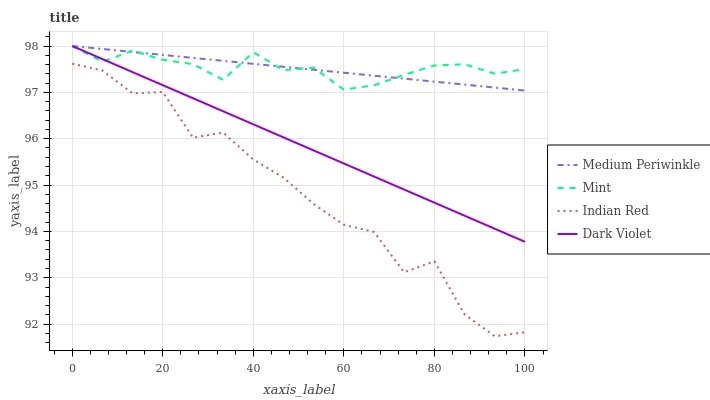 title
98
97
96
95
94
93
92
0
20
40
60
80
100
yaxis_label
xaxis_label
Medium Periwinkle
Mint
Indian Red
Dark Violet